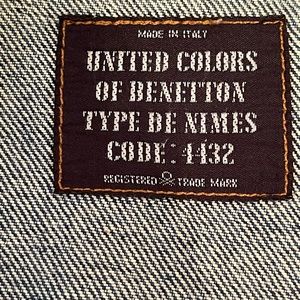 MADE IN ITALY
UNITED COLORS
OF BENETTON
TYPE DE NIMES
CODE: 4432
REGISTERED TRADE MARK